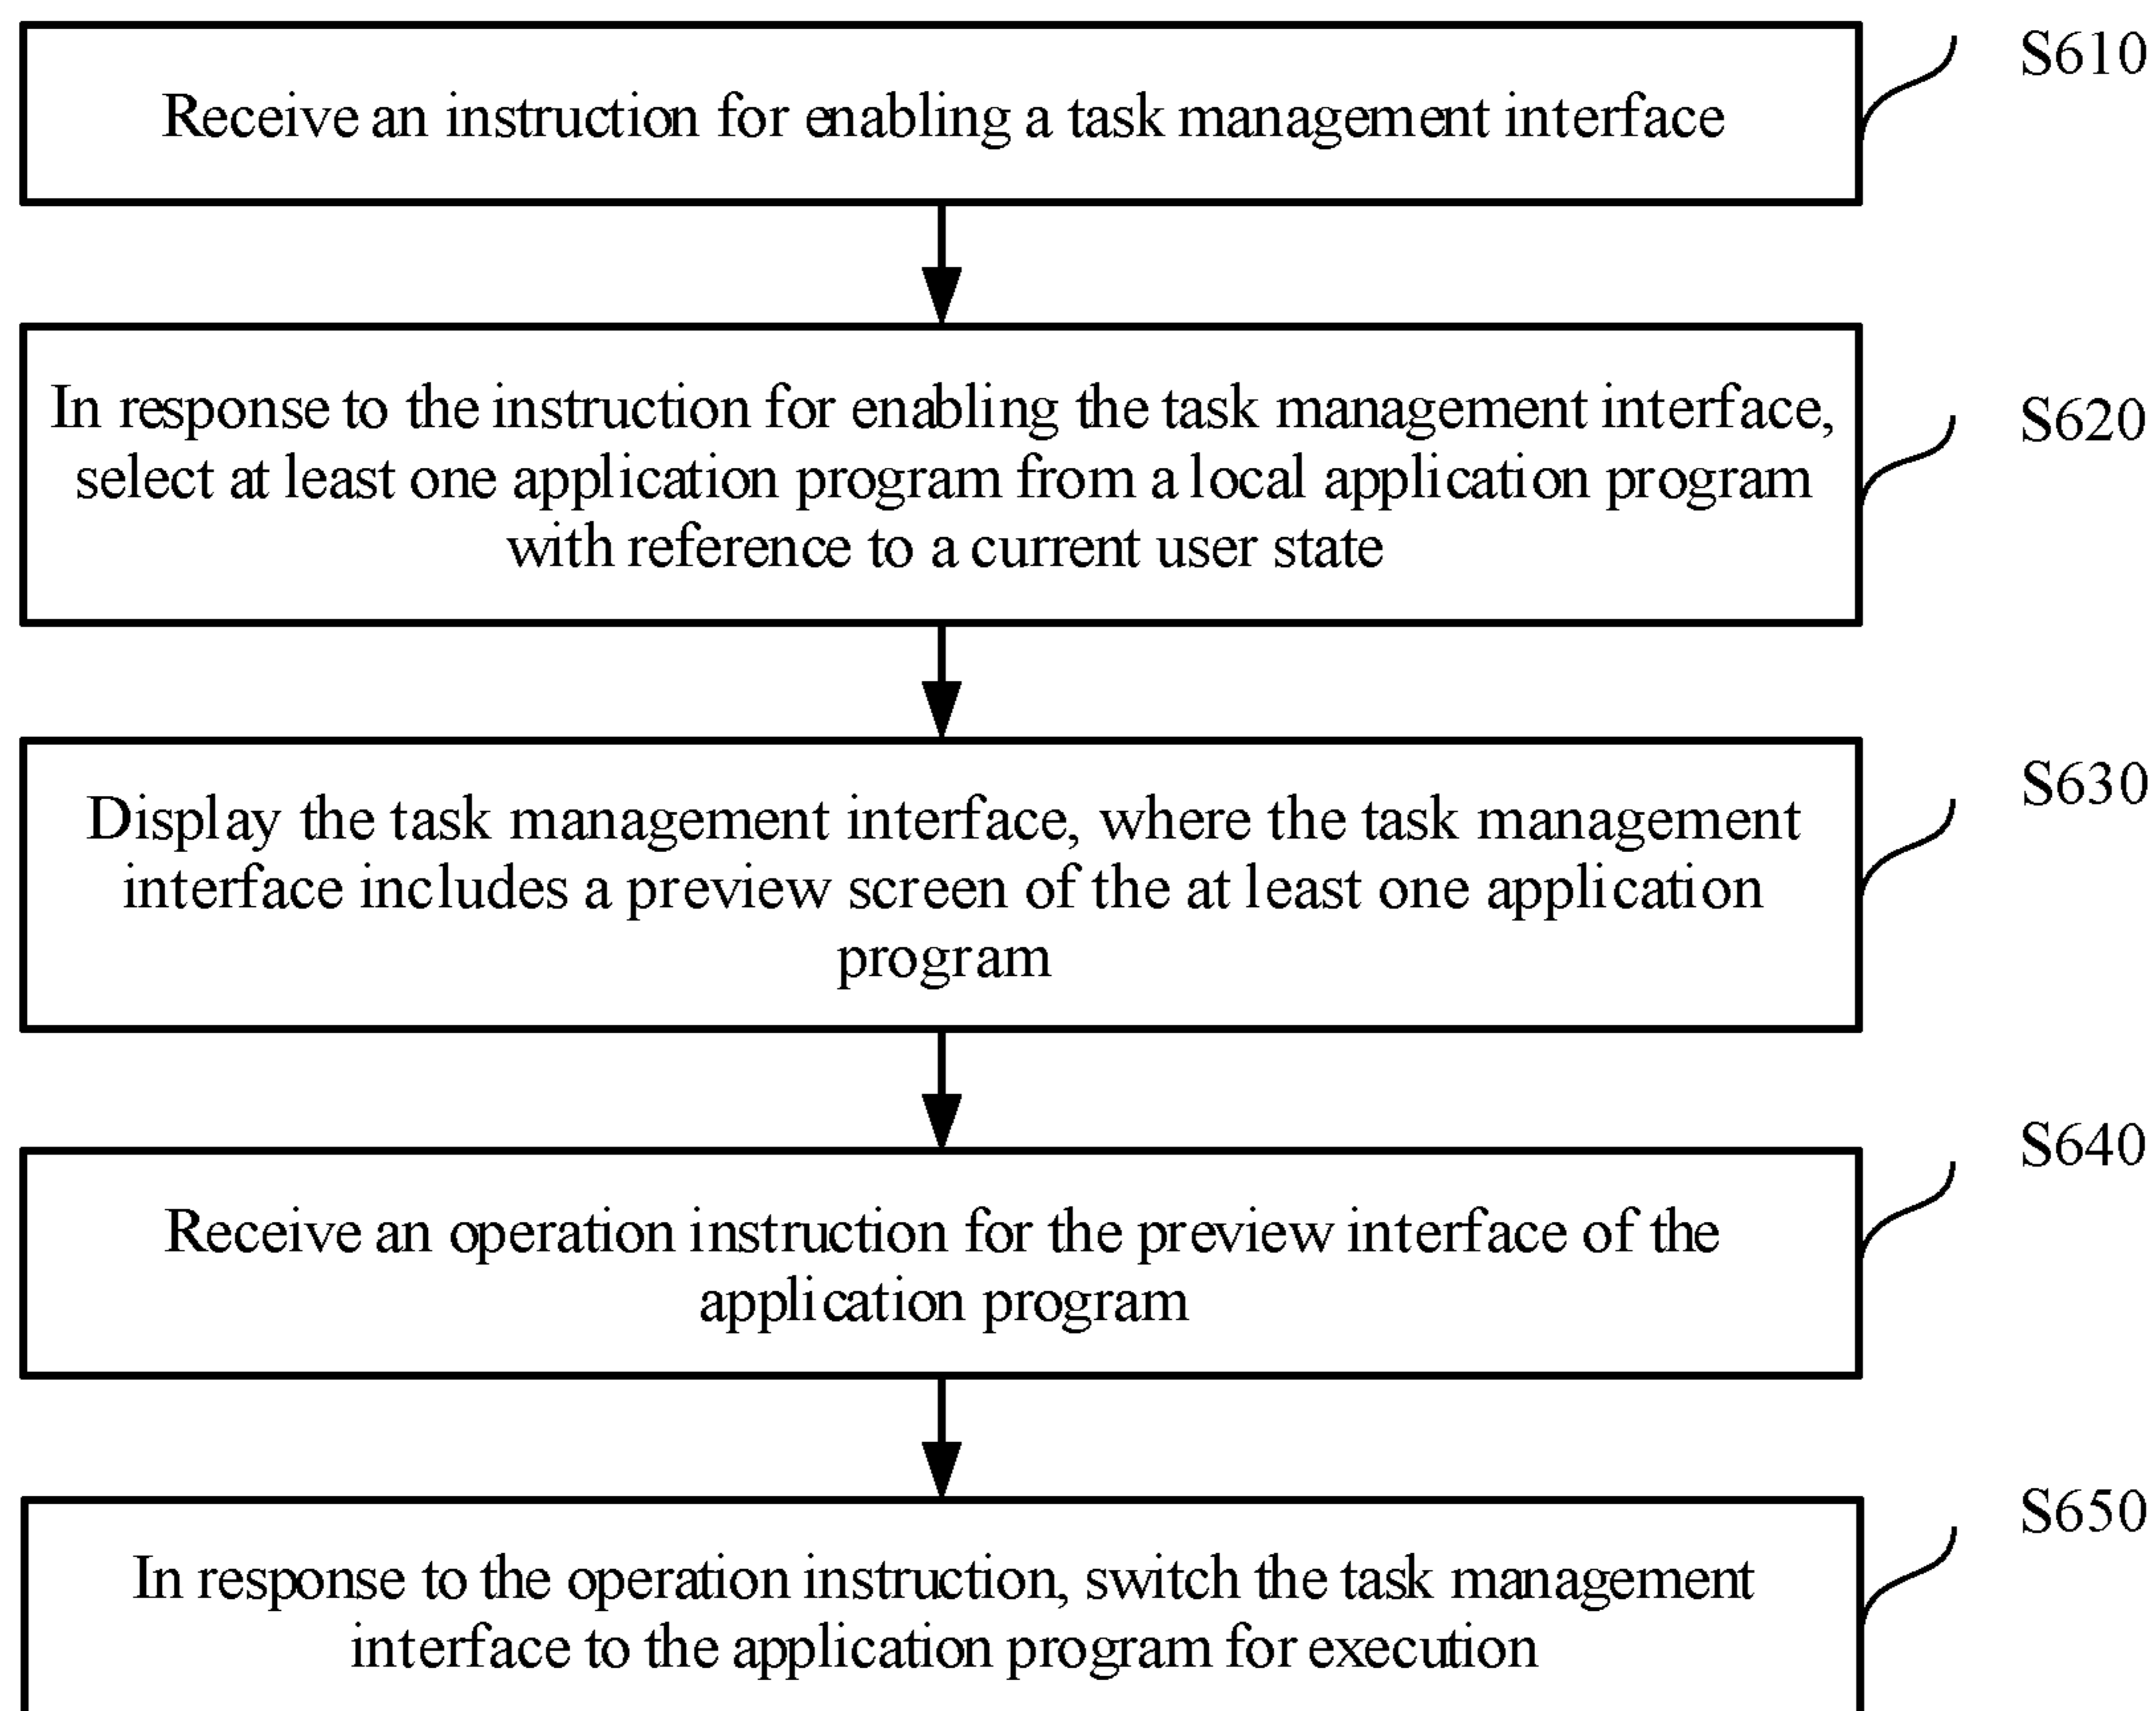 S610
Receive an instruction for enabling a task management interface
In response to the instruction for enabling the task management interface,
select at least one application program from a local application program
with reference to a current user state
S620
Display the task management interface, where the task management
interface includes a preview screen of the at least one application
program
S630
Receive an operation instruction for the preview interface of the
application program
S640
In response to the operation instruction, switch the task management
interface to the application program for execution
S650